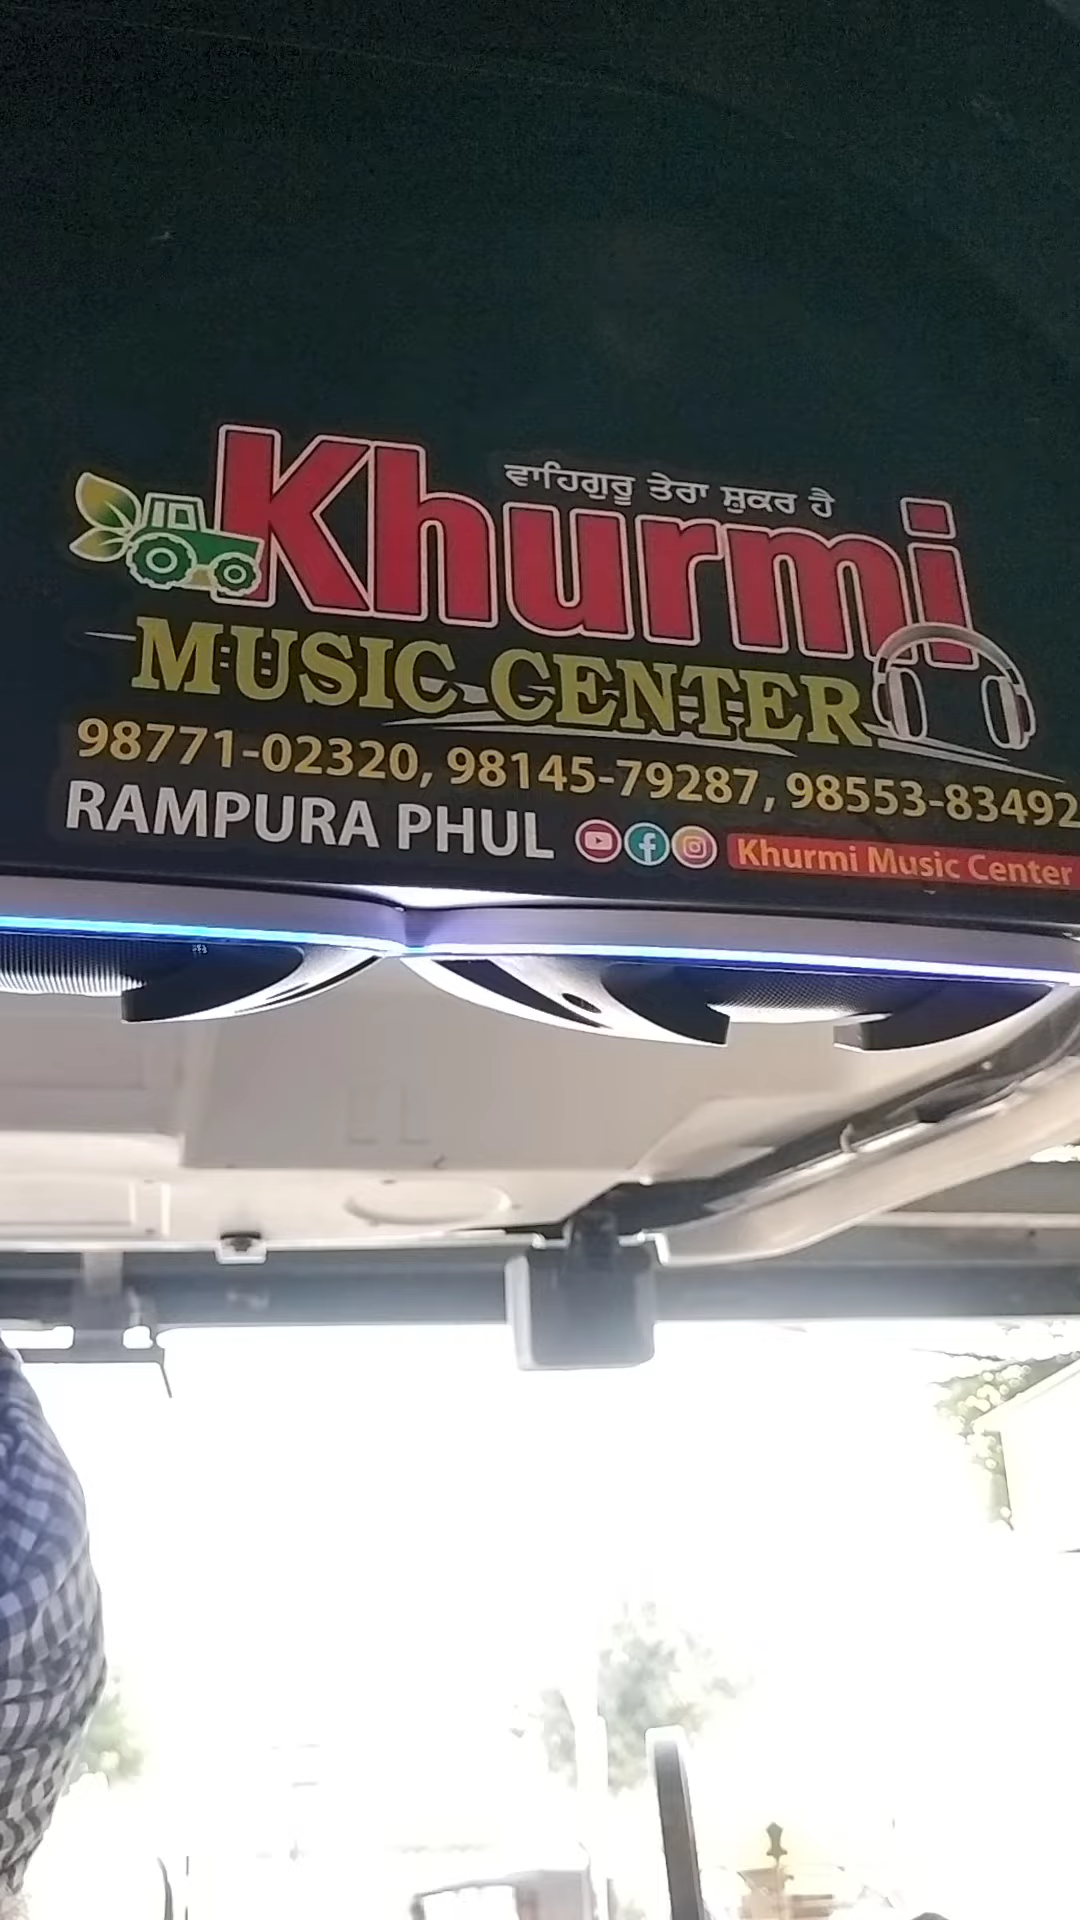 ਵਾਹਿਗੁਰੂ ਤੇਰਾ ਸ਼ੁਕਰ ਹੈ
Khurmi
MUSIC CENTER
98771-02320, 98145-79287, 98553-83492
RAMPURA PHUL Khurmi Music Center